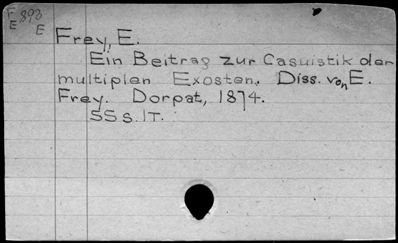 F 893
E E
Frey, E.
Ein Beitrag zur Casuistik der
multiplen Exosten. Diss. von E.
Frey. Dorpat, 1874.
55 s. 1T.